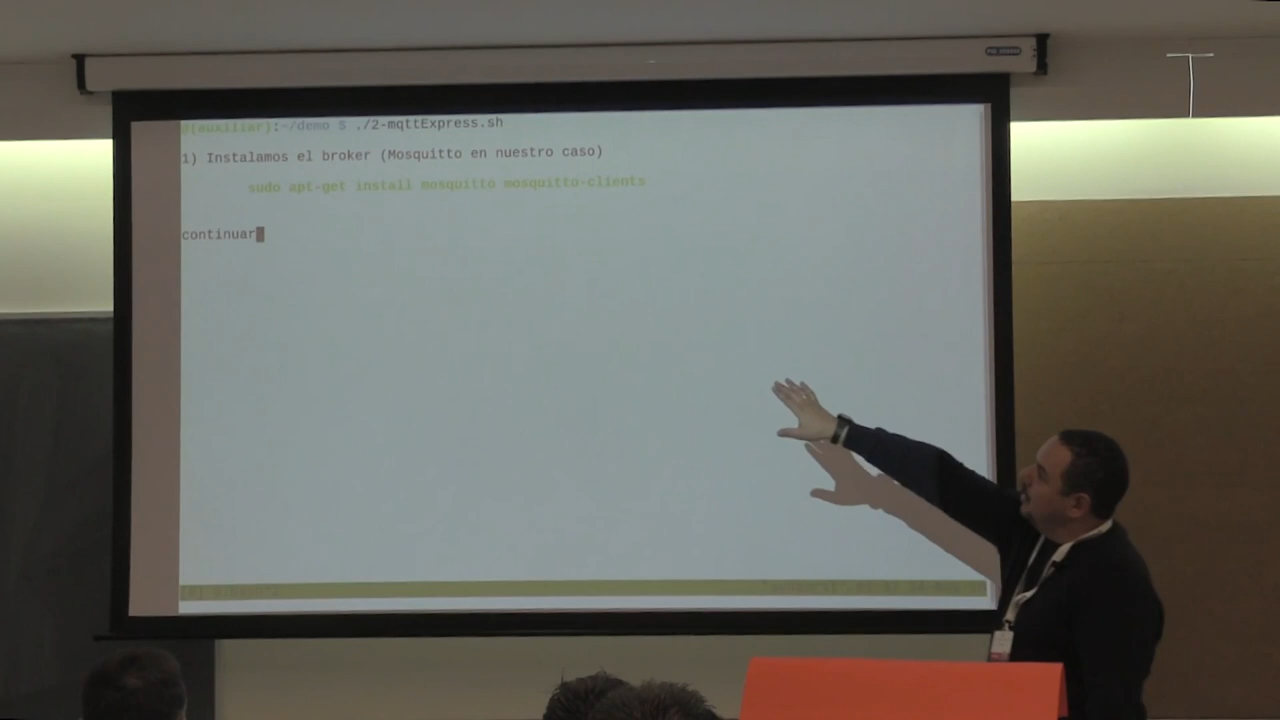 @(auxiliar):~/demo $ ./2-mqttExpress.sh
1) Instalamos el broker (Mosquitto en nuestro caso)
sudo apt-get install mosquitto mosquitto-clients
continuar